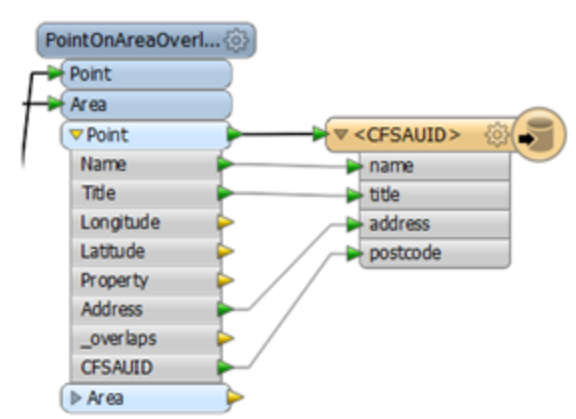 PointOnAreaOverl...
Point
Area
Point
Name
Title
Longitude
Latitude
Property
Address
_overlaps
CFSAUID
Area
<CFSAUID>
name
title
address
postcode